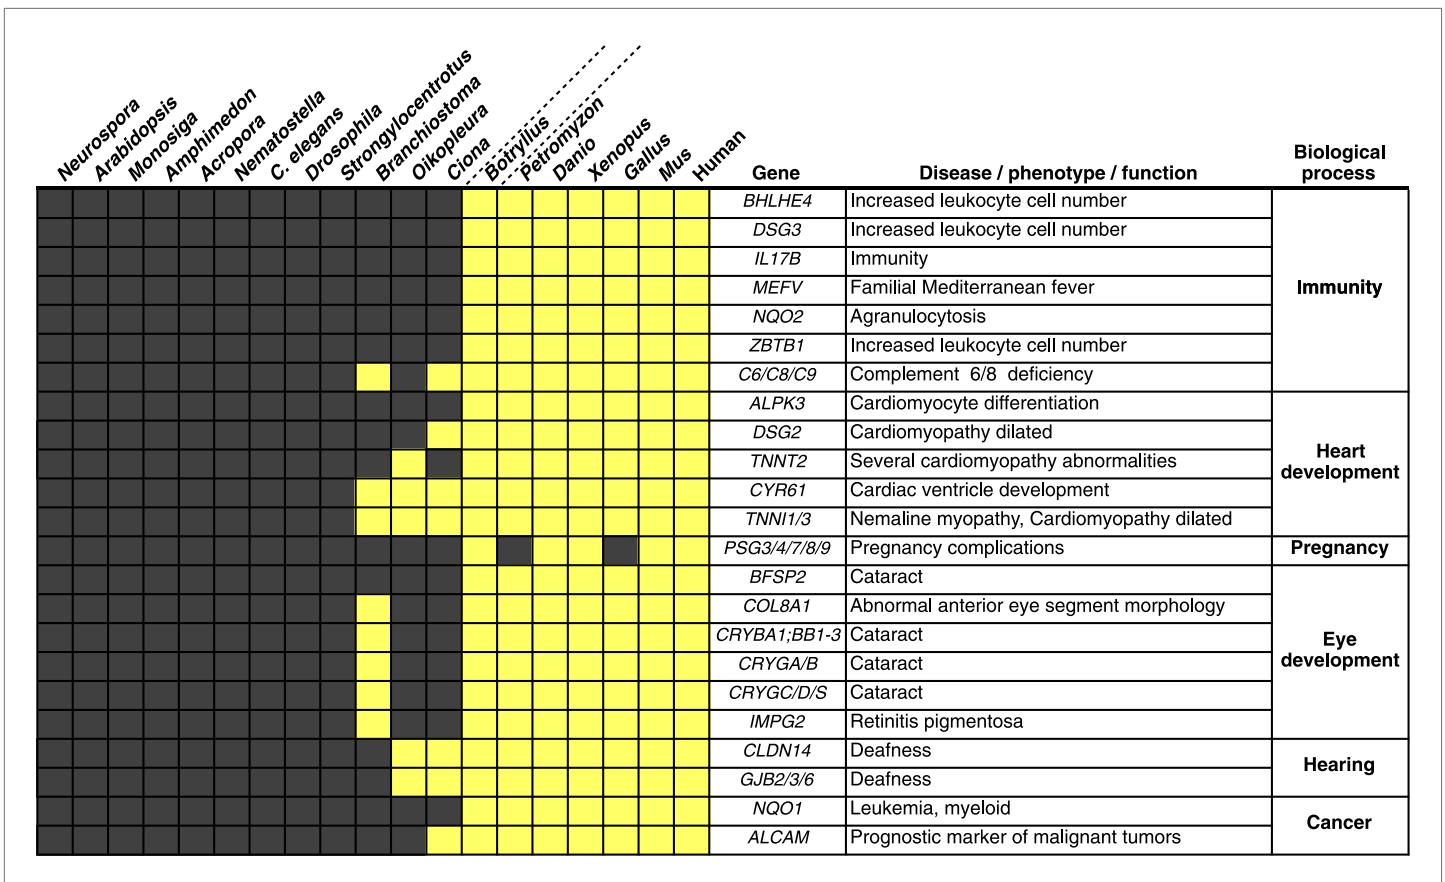 Neurospora
Arabidopsis
Monosiga
Amphimedon
Acropora
Nematostella
C. elegans
Drosophila
Strongylocentrotus
Branchiostoma
Oikopleura
Ciona
Botryllus
Petromyzon
Danio
Xenopus
Gallus
Mus
Human
Gene Disease / phenotype / function Biological process
BHLHE4 Increased leukocyte cell number
DSG3 Increased leukocyte cell number
IL17B Immunity
MEFV Familial Mediterranean fever Immunity
NQO2 Agranulocytosis
ZBTB1 Increased leukocyte cell number
C6/C8/C9 Complement 6/8 deficiency
ALPK3 Cardiomyocyte differentiation
DSG2 Cardiomyopathy dilated
TNNT2 Several cardiomyopathy abnormalities Heart development
CYR61 Cardiac ventricle development
TNNI1/3 Nemaline myopathy, Cardiomyopathy dilated
PSG3/4/7/8/9 Pregnancy complications Pregnancy
BFSP2 Cataract
COL8A1 Abnormal anterior eye segment morphology
CRYBA1;BB1-3 Cataract Eye development
CRYGA/B Cataract
CRYGC/D/S Cataract
IMPG2 Retinitis pigmentosa
CLDN14 Deafness Hearing
GJB2/3/6 Deafness
NQO1 Leukemia, myeloid Cancer
ALCAM Prognostic marker of malignant tumors